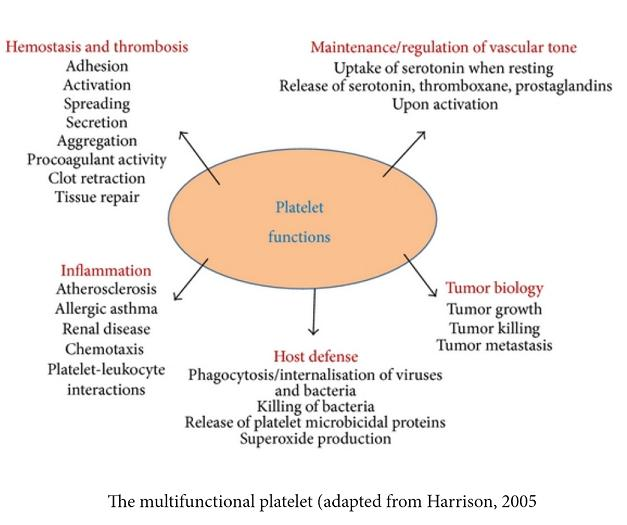 Hemostasis and thrombosis
Adhesion
Activation
Spreading
Secretion
Aggregation
Procoagulant activity
Clot retraction
Tissue repair
Maintenance/regulation of vascular tone
Uptake of serotonin when resting
Release of serotonin, thromboxane, prostaglandins
Upon activation
Platelet
functions
Inflammation
Atherosclerosis
Allergic asthma
Renal disease
Chemotaxis
Platelet-leukocyte
interactions
Host defense
Phagocytosis/internalisation of viruses
and bacteria
Killing of bacteria
Release of platelet microbicidal proteins
Superoxide production
Tumor biology
Tumor growth
Tumor killing
Tumor metastasis
The multifunctional platelet (adapted from Harrison, 2005